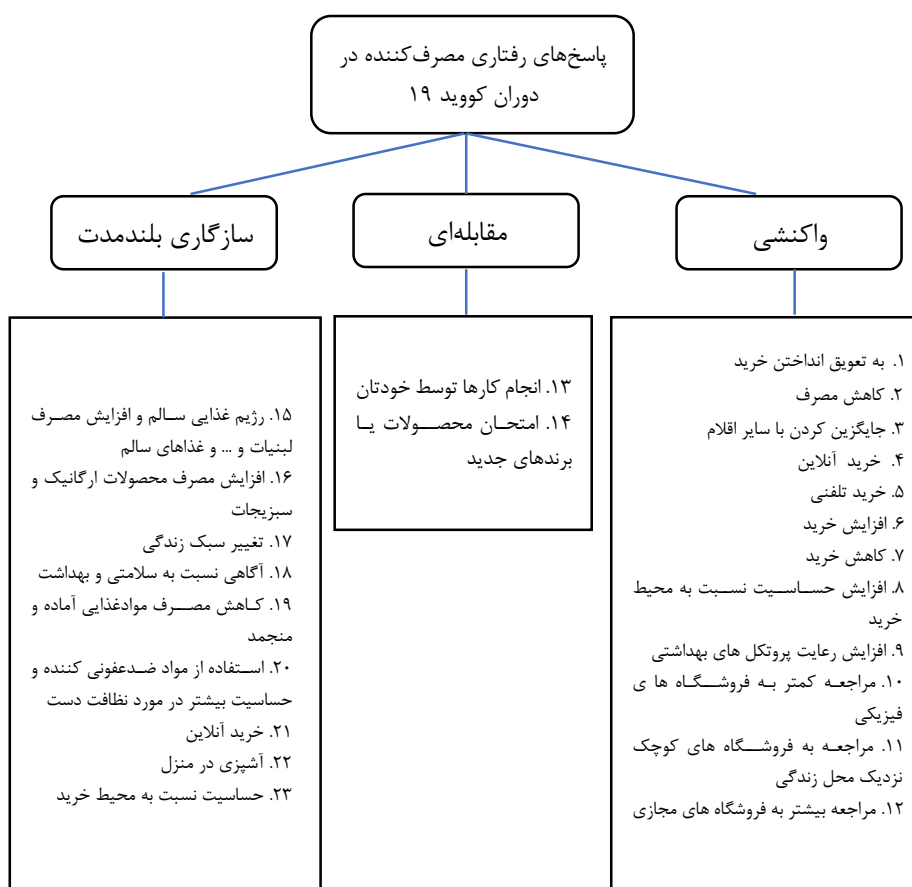 پاسخ‌های رفتاری مصرف‌کننده در
دوران کووید ۱۹
واکنشی
مقابله‌ای
سازگاری بلندمدت
۱. به تعویق انداختن خرید
۲. کاهش مصرف
۳. جایگزین کردن با سایر اقلام
۴. خرید آنلاین
۵. خرید تلفنی
۶. افزایش خرید
۷. کاهش خرید
۸. افزایش حساسیت نسبت به محیط
خرید
۹. افزایش رعایت پروتکل های بهداشتی
۱۰. مراجعه کمتر به فروشگاه ها ی
فیزیکی
۱۱. مراجعه به فروشگاه های کوچک
نزدیک محل زندگی
۱۲. مراجعه بیشتر به فروشگاه های مجازی
۱۳. انجام کارها توسط خودتان
۱۴. امتحان محصولات یا
برندهای جدید
۱۵. رژیم غذایی سالم و افزایش مصرف
لبنیات و ... و غذاهای سالم
۱۶. افزایش مصرف محصولات ارگانیک و
سبزیجات
۱۷. تغییر سبک زندگی
۱۸. آگاهی نسبت به سلامتی و بهداشت
۱۹. کاهش مصرف موادغذایی آماده و
منجمد
۲۰. استفاده از مواد ضدعفونی کننده و
حساسیت بیشتر در مورد نظافت دست
۲۱. خرید آنلاین
۲۲. آشپزی در منزل
۲۳. حساسیت نسبت به محیط خرید